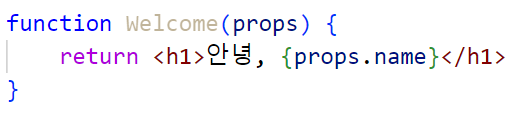 function Welcome(props) {
    return <h1>안녕, {props.name}</h1>
}